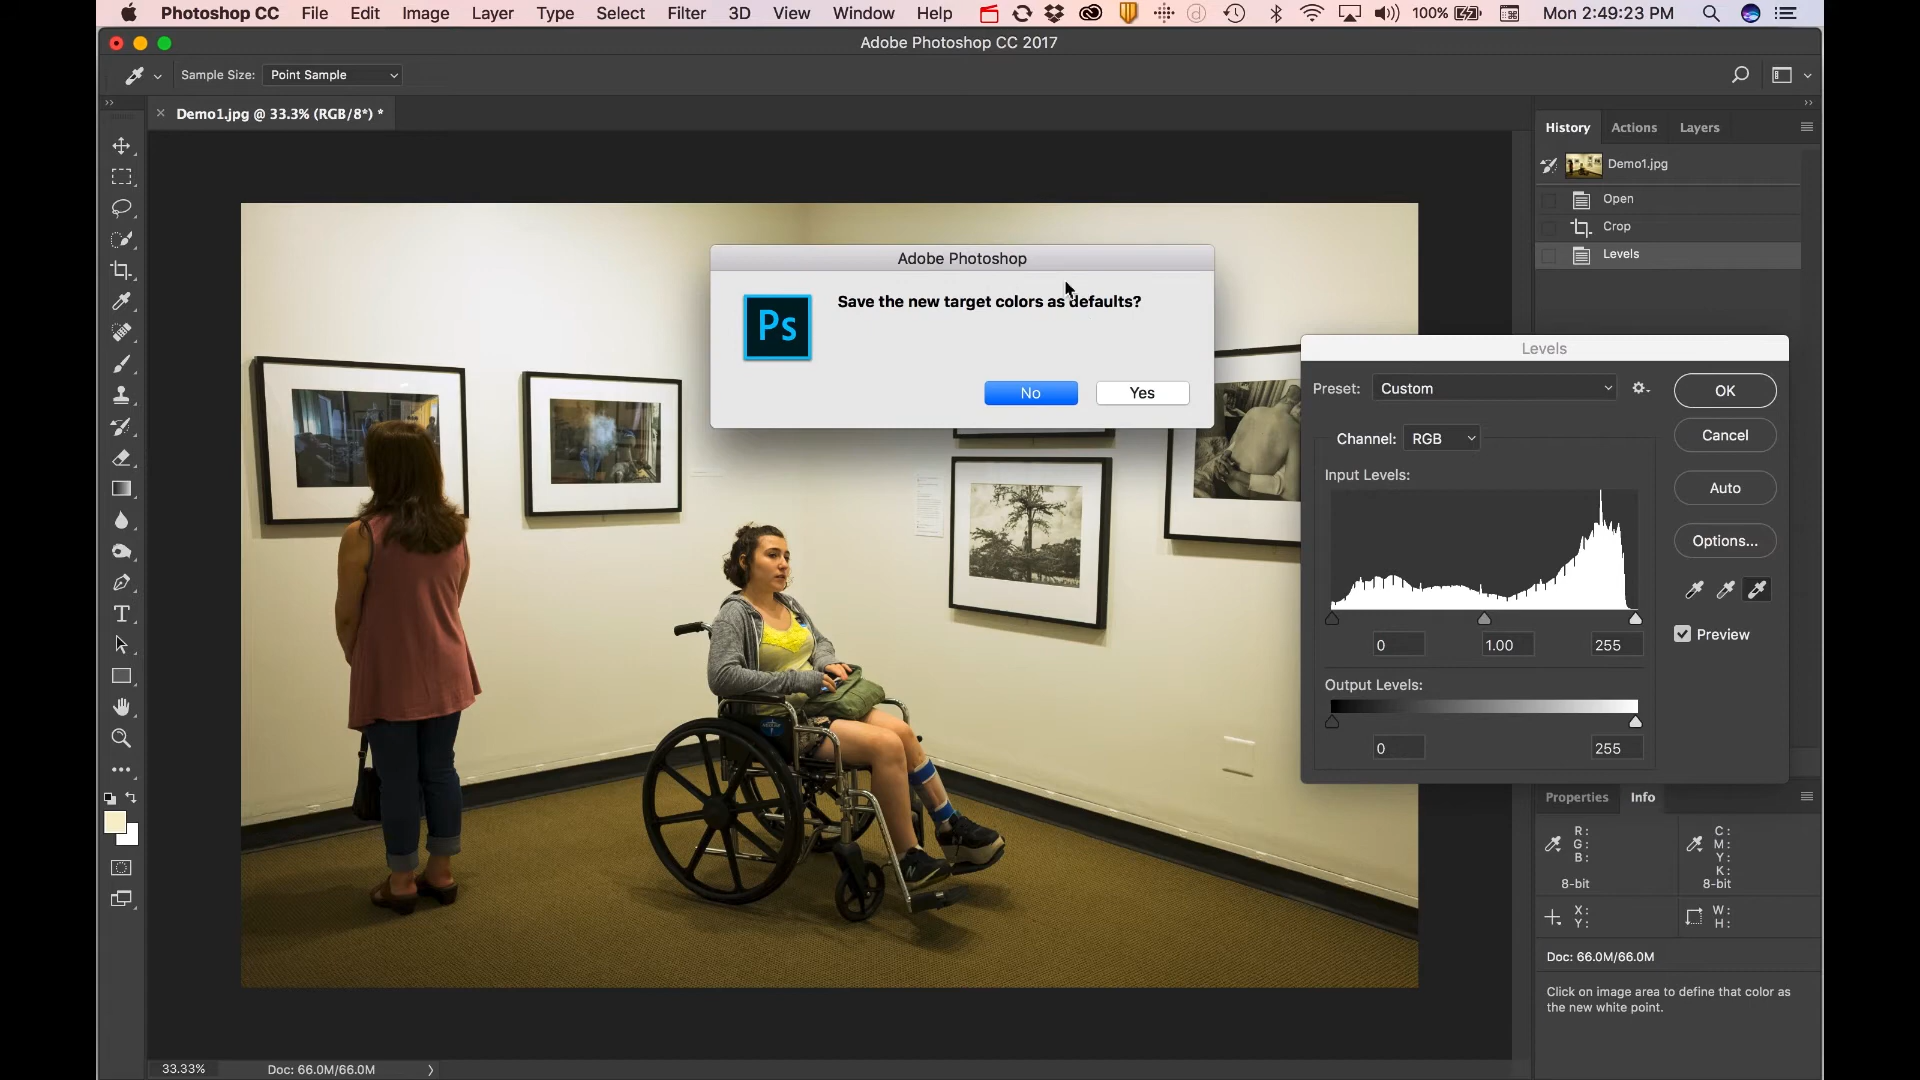 Photoshop CC File Edit Image Layer Type Select Filter 3D View Window Help 100% Mon 2:49:23 PM
Adobe Photoshop CC 2017
Sample Size: Point Sample
Demo1.jpg @ 33.3% (RGB/8*) *
History Actions Layers
Demo1.jpg
Open
Crop
Levels
Adobe Photoshop
Ps
Save the new target colors as defaults?
No Yes
Levels
Preset: Custom
OK
Channel: RGB
Cancel
Input Levels:
Auto
Options...
Preview
0 1.00 255
Output Levels:
0 255
Properties Info
R: C:
G: M:
B: Y:
K:
8-bit 8-bit
X: W:
Y: H:
Doc: 66.0M/66.0M
Click on image area to define that color as
the new white point.
33.33% Doc: 66.0M/66.0M